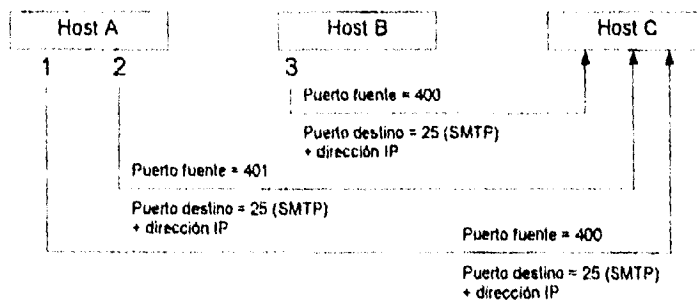 Host A Host B Host C
1 2 3
Puerto fuente = 400
Puerto destino = 25 (SMTP)
+ dirección IP
Puerto fuente = 401
Puerto destino = 25 (SMTP)
+ dirección IP
Puerto fuente = 400
Puerto destino = 25 (SMTP)
+ dirección IP